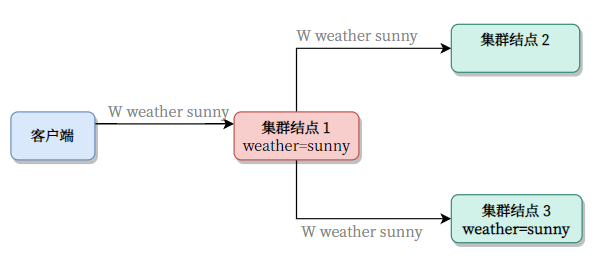 W weather sunny
集群结点 2
W weather sunny
客户端
集群结点 1
weather=sunny
集群结点 3
weather=sunny
W weather sunny